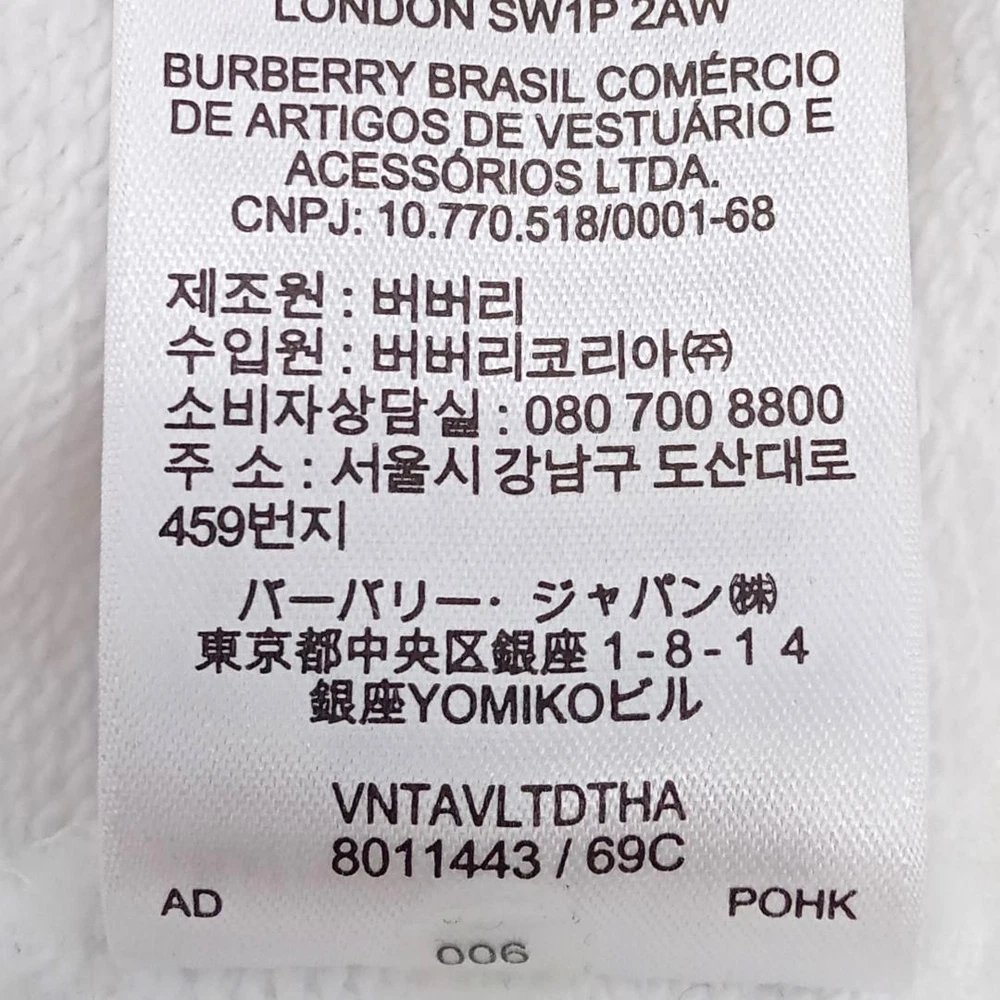 LONDON SW1P 2AW
BURBERRY BRASIL COMÉRCIO
DE ARTIGOS DE VESTUÁRIO E
ACESSÓRIOS LTDA.
CNPJ: 10.770.518/0001-68
제조원 : 버버리
수입원 : 버버리코리아㈜
소비자상담실 : 080 700 8800
주 소 : 서울시 강남구 도산대로
459번지
バーバリー・ジャパン㈱
東京都中央区銀座 1-8-14
銀座YOMIKOビル
VNTAVLTDTHA
8011443 / 69C
AD POHK
006